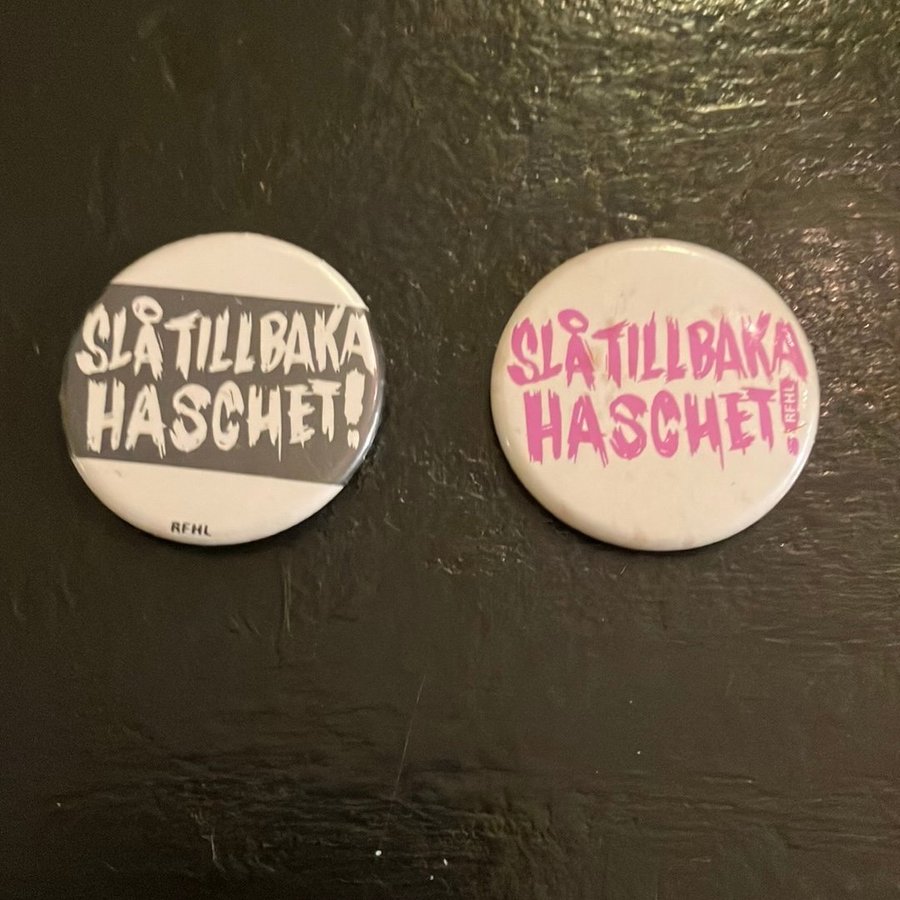 SLÅ TILLBAKA
HASCHET!
RFHL
SLÅ TILLBAKA
HASCHET!
RFHL